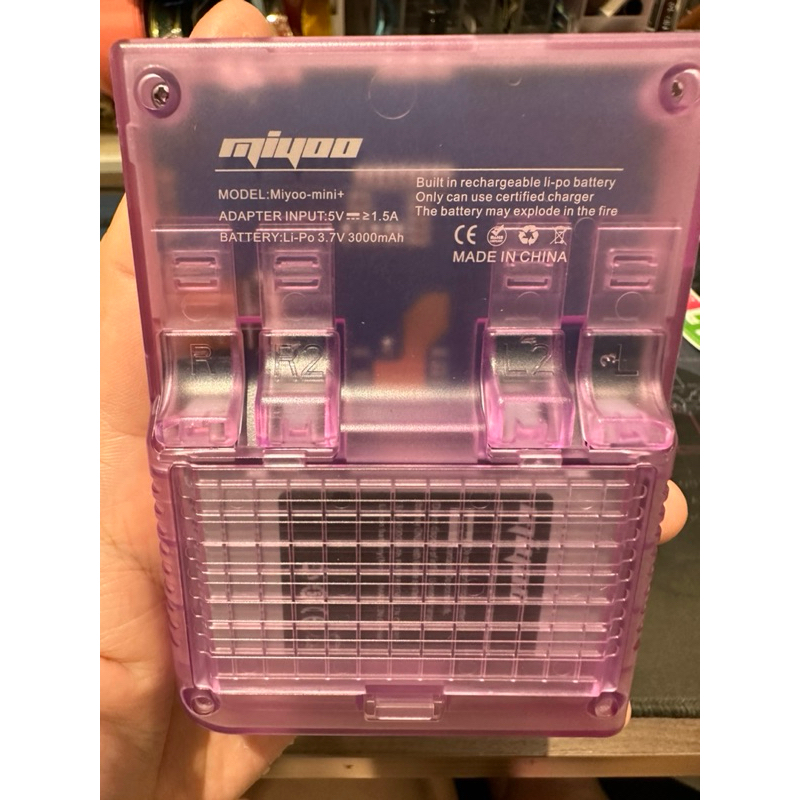 miyoo
MODEL:Miyoo-mini+
ADAPTER INPUT:5V⎓≥1.5A
BATTERY:Li-Po 3.7V 3000mAh
Built in rechargeable li-po battery
Only can use certified charger
The battery may explode in the fire
CE
MADE IN CHINA
R R2 L2 L